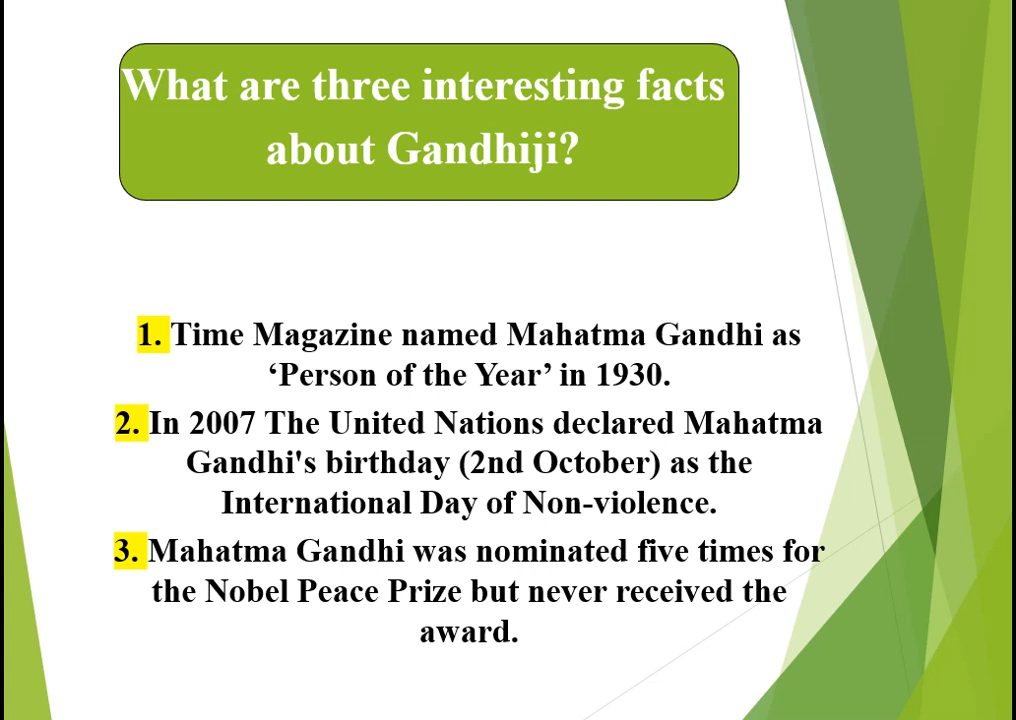 What are three interesting facts
about Gandhiji?
1. Time Magazine named Mahatma Gandhi as
‘Person of the Year’ in 1930.
2. In 2007 The United Nations declared Mahatma
Gandhi's birthday (2nd October) as the
International Day of Non-violence.
3. Mahatma Gandhi was nominated five times for
the Nobel Peace Prize but never received the
award.